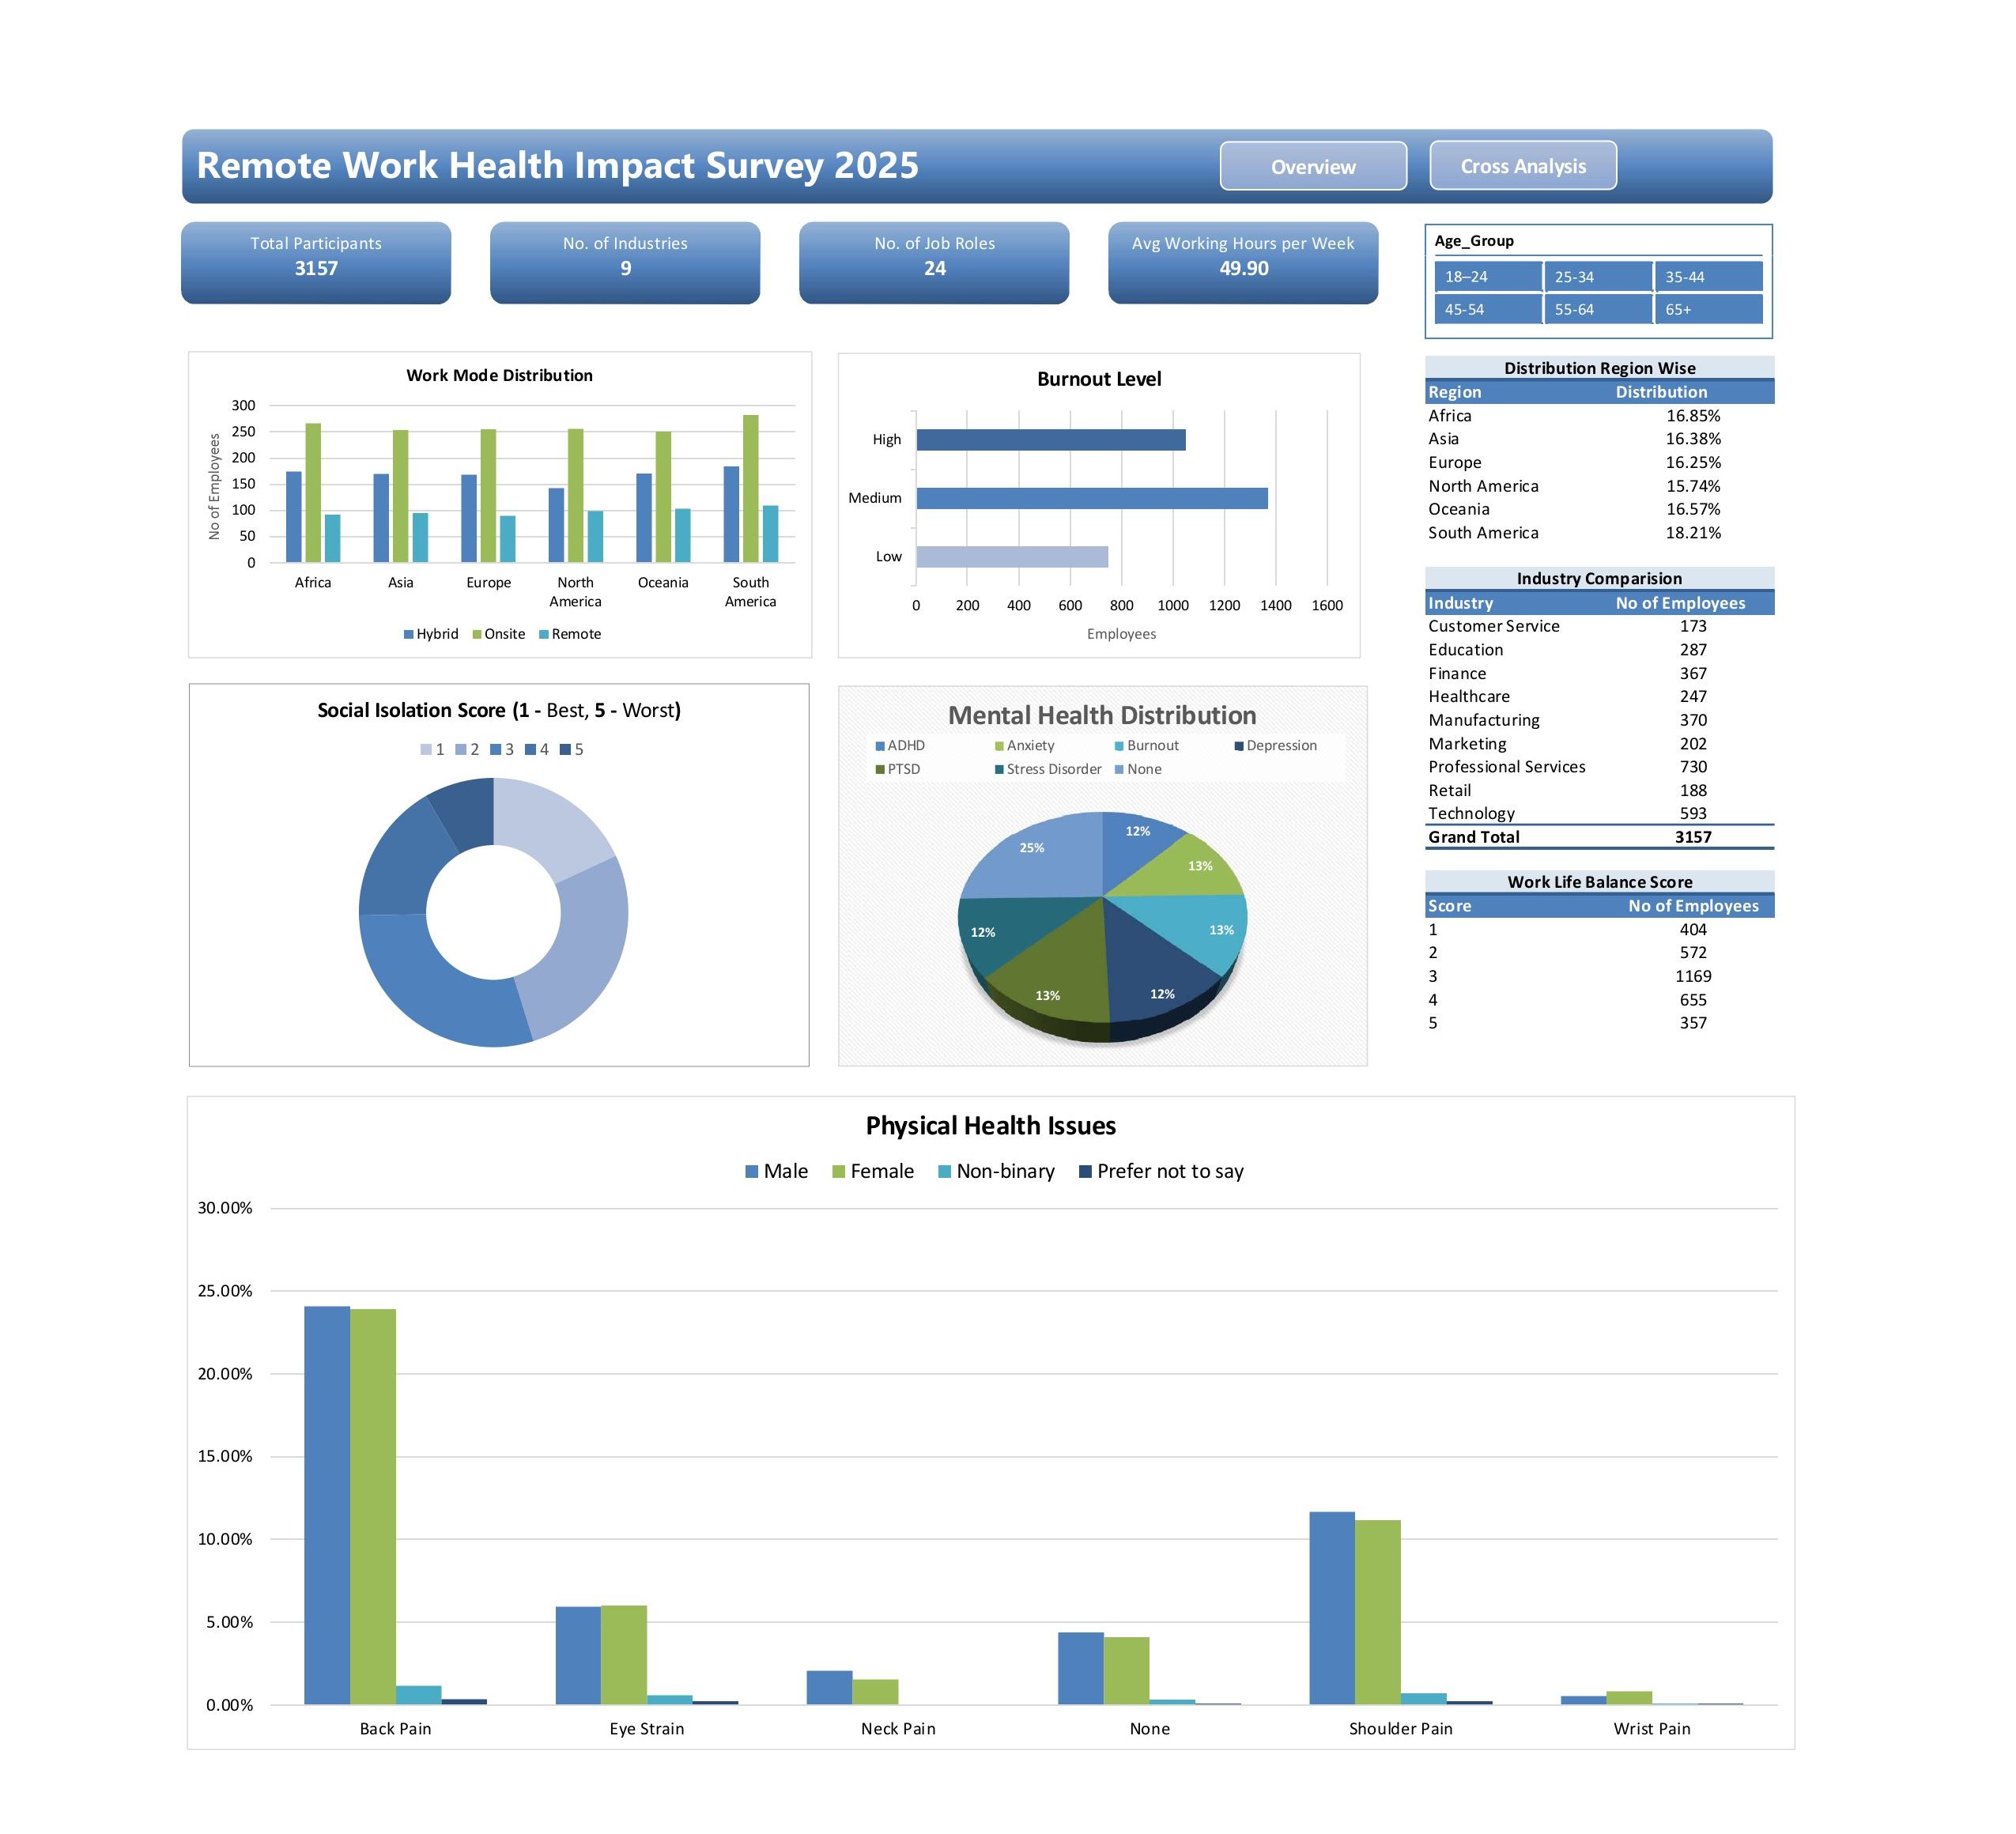 Remote Work Health Impact Survey 2025
Overview
Cross Analysis
Total Participants
3157
No. of Industries
9
No. of Job Roles
24
Avg Working Hours per Week
49.90
Age_Group
18–24 25-34 35-44
45-54 55-64 65+
Work Mode Distribution
No of Employees
300
250
200
150
100
50
0
Africa Asia Europe North America Oceania South America
Hybrid Onsite Remote
Burnout Level
High
Medium
Low
0 200 400 600 800 1000 1200 1400 1600
Employees
Distribution Region Wise
Region Distribution
Africa 16.85%
Asia 16.38%
Europe 16.25%
North America 15.74%
Oceania 16.57%
South America 18.21%
Industry Comparision
Industry No of Employees
Customer Service 173
Education 287
Finance 367
Healthcare 247
Manufacturing 370
Marketing 202
Professional Services 730
Retail 188
Technology 593
Grand Total 3157
Work Life Balance Score
Score No of Employees
1 404
2 572
3 1169
4 655
5 357
Social Isolation Score (1 - Best, 5 - Worst)
1 2 3 4 5
Mental Health Distribution
ADHD Anxiety Burnout Depression
PTSD Stress Disorder None
12%
13%
13%
12%
13%
12%
25%
Physical Health Issues
Male Female Non-binary Prefer not to say
30.00%
25.00%
20.00%
15.00%
10.00%
5.00%
0.00%
Back Pain Eye Strain Neck Pain None Shoulder Pain Wrist Pain